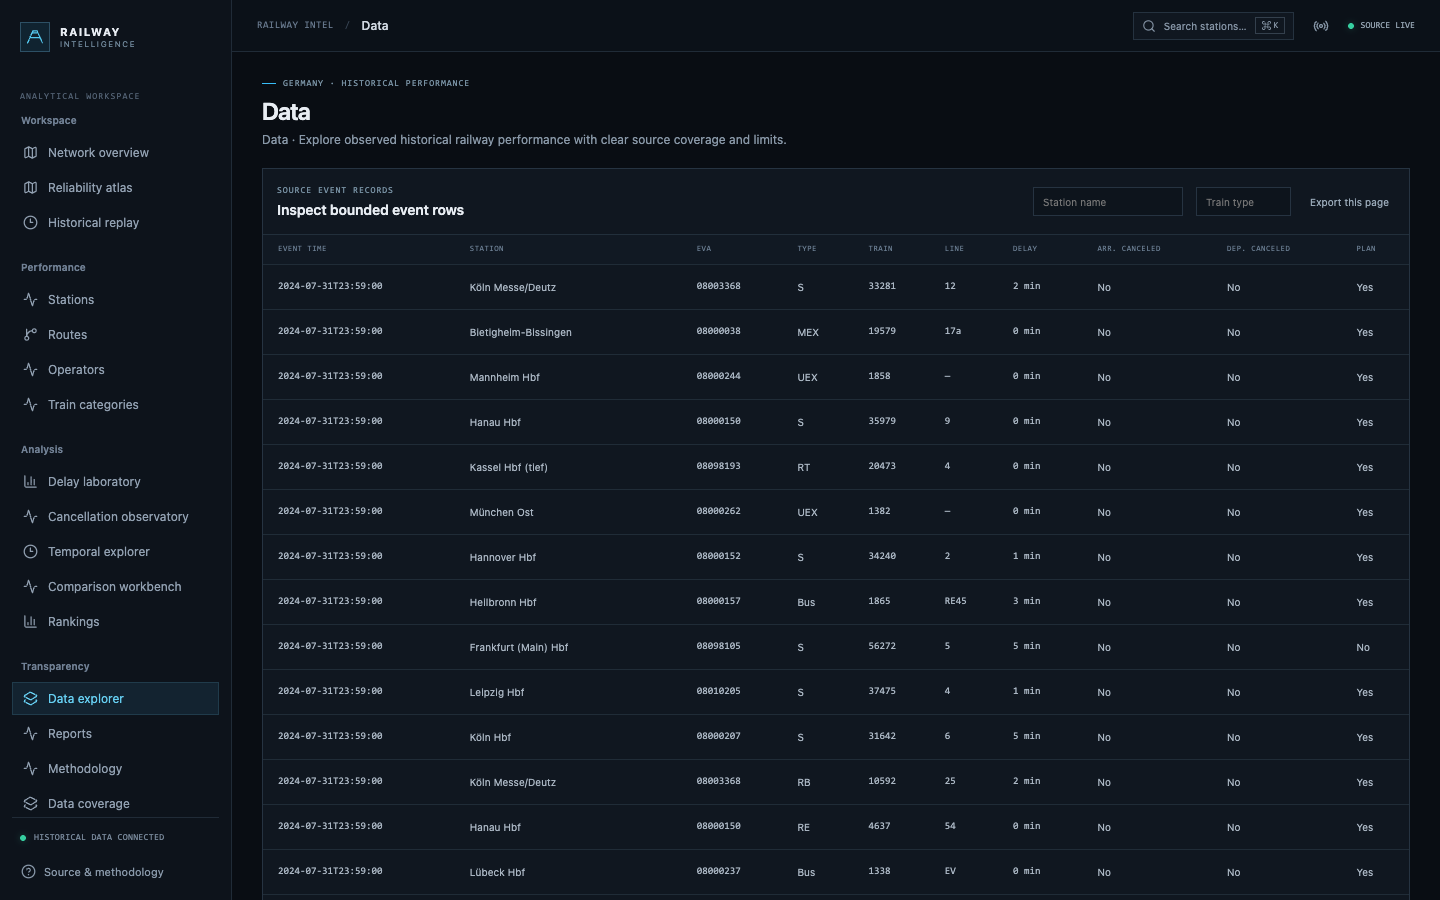 RAILWAY
INTELLIGENCE
ANALYTICAL WORKSPACE
Workspace
Network overview
Reliability atlas
Historical replay
Performance
Stations
Routes
Operators
Train categories
Analysis
Delay laboratory
Cancellation observatory
Temporal explorer
Comparison workbench
Rankings
Transparency
Data explorer
Reports
Methodology
Data coverage
HISTORICAL DATA CONNECTED
Source & methodology
RAILWAY INTEL / Data
Search stations... ⌘K
SOURCE LIVE
GERMANY · HISTORICAL PERFORMANCE
Data
Data · Explore observed historical railway performance with clear source coverage and limits.
SOURCE EVENT RECORDS
Inspect bounded event rows
Station name
Train type
Export this page
EVENT TIME STATION EVA TYPE TRAIN LINE DELAY ARR. CANCELED DEP. CANCELED PLAN
2024-07-31T23:59:00 Köln Messe/Deutz 08003368 S 33281 12 2 min No No Yes
2024-07-31T23:59:00 Bietigheim-Bissingen 08000038 MEX 19579 17a 0 min No No Yes
2024-07-31T23:59:00 Mannheim Hbf 08000244 UEX 1858 — 0 min No No Yes
2024-07-31T23:59:00 Hanau Hbf 08000150 S 35979 9 0 min No No Yes
2024-07-31T23:59:00 Kassel Hbf (tief) 08098193 RT 20473 4 0 min No No Yes
2024-07-31T23:59:00 München Ost 08000262 UEX 1382 — 0 min No No Yes
2024-07-31T23:59:00 Hannover Hbf 08000152 S 34240 2 1 min No No Yes
2024-07-31T23:59:00 Heilbronn Hbf 08000157 Bus 1865 RE45 3 min No No Yes
2024-07-31T23:59:00 Frankfurt (Main) Hbf 08098105 S 56272 5 5 min No No No
2024-07-31T23:59:00 Leipzig Hbf 08010205 S 37475 4 1 min No No Yes
2024-07-31T23:59:00 Köln Hbf 08000207 S 31642 6 5 min No No Yes
2024-07-31T23:59:00 Köln Messe/Deutz 08003368 RB 10592 25 2 min No No Yes
2024-07-31T23:59:00 Hanau Hbf 08000150 RE 4637 54 0 min No No Yes
2024-07-31T23:59:00 Lübeck Hbf 08000237 Bus 1338 EV 0 min No No Yes